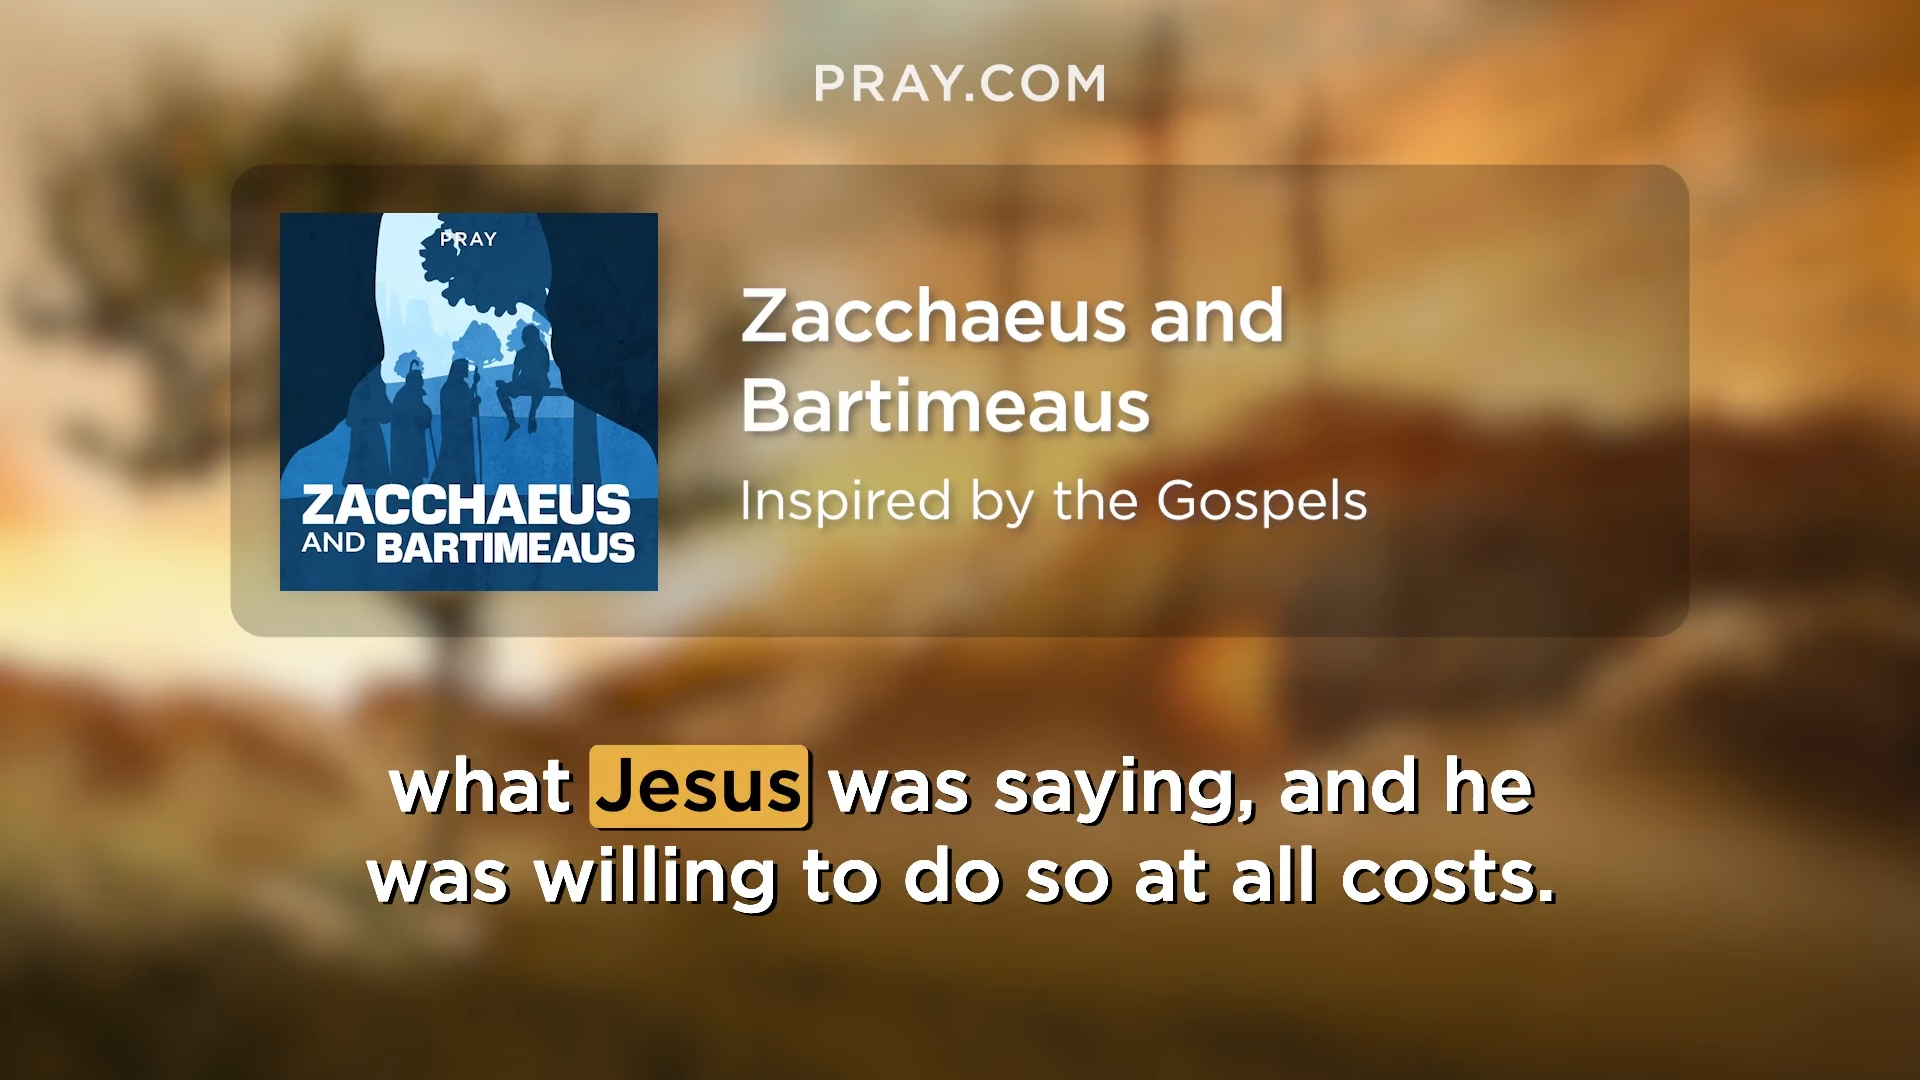 PRAY.COM
PRAY
ZACCHAEUS
AND BARTIMEAUS
Zacchaeus and
Bartimeaus
Inspired by the Gospels
what Jesus was saying, and he
was willing to do so at all costs.